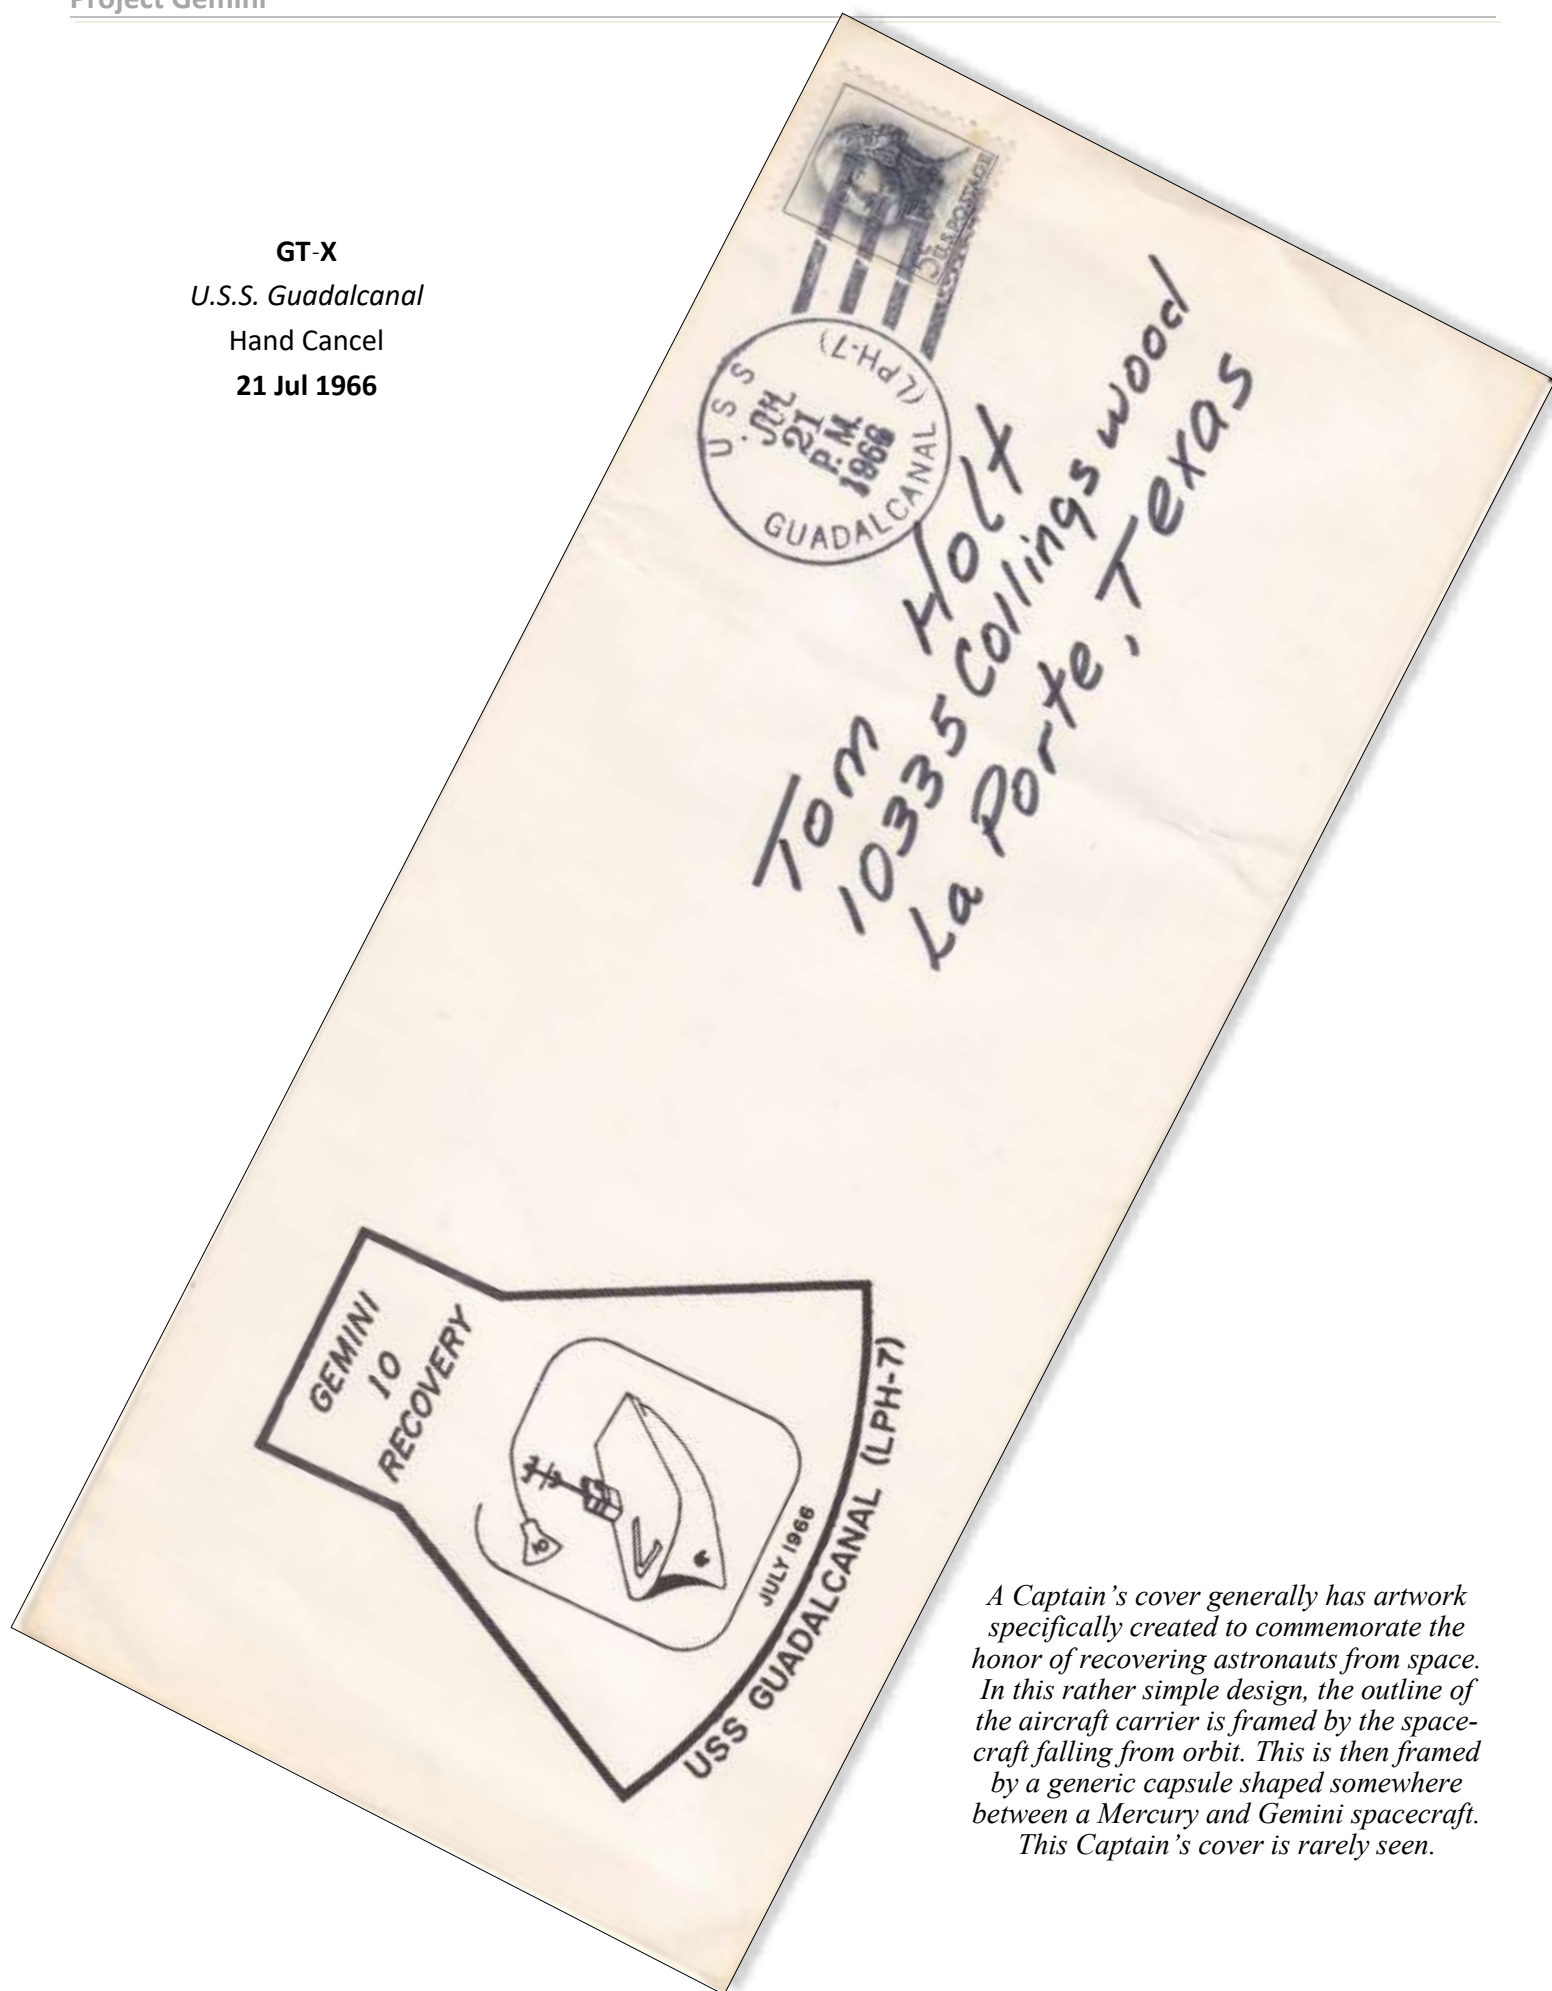 Project Gemini
GT-X
U.S.S. Guadalcanal
Hand Cancel
21 Jul 1966
5c U.S. POSTAGE
U. S. S. GUADALCANAL (LPH-7)
JUL
21
P. M.
1966
Tom Holt
10335 Collingswood
La Porte, Texas
GEMINI
10
RECOVERY
10
JULY 1966
USS GUADALCANAL (LPH-7)
A Captain’s cover generally has artwork
specifically created to commemorate the
honor of recovering astronauts from space.
In this rather simple design, the outline of
the aircraft carrier is framed by the space-
craft falling from orbit. This is then framed
by a generic capsule shaped somewhere
between a Mercury and Gemini spacecraft.
This Captain’s cover is rarely seen.